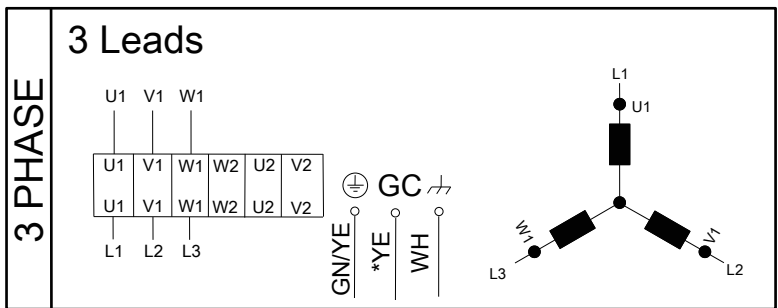 3 PHASE
3 Leads
U1 V1 W1
U1 V1 W1 W2 U2 V2
U1 V1 W1 W2 U2 V2
L1 L2 L3
GC
GN/YE
*YE
WH
L1
U1
W1
L3
V1
L2